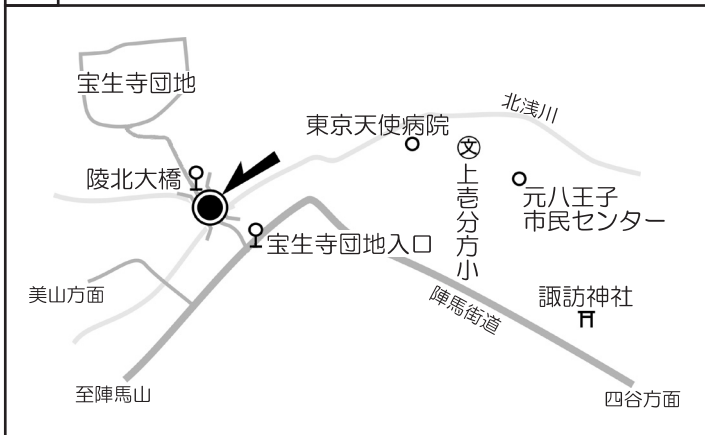 宝生寺団地
北浅川
東京天使病院
文
陵北大橋
上壱分方小
元八王子
市民センター
宝生寺団地入口
美山方面
陣馬街道
諏訪神社
至陣馬山
四谷方面